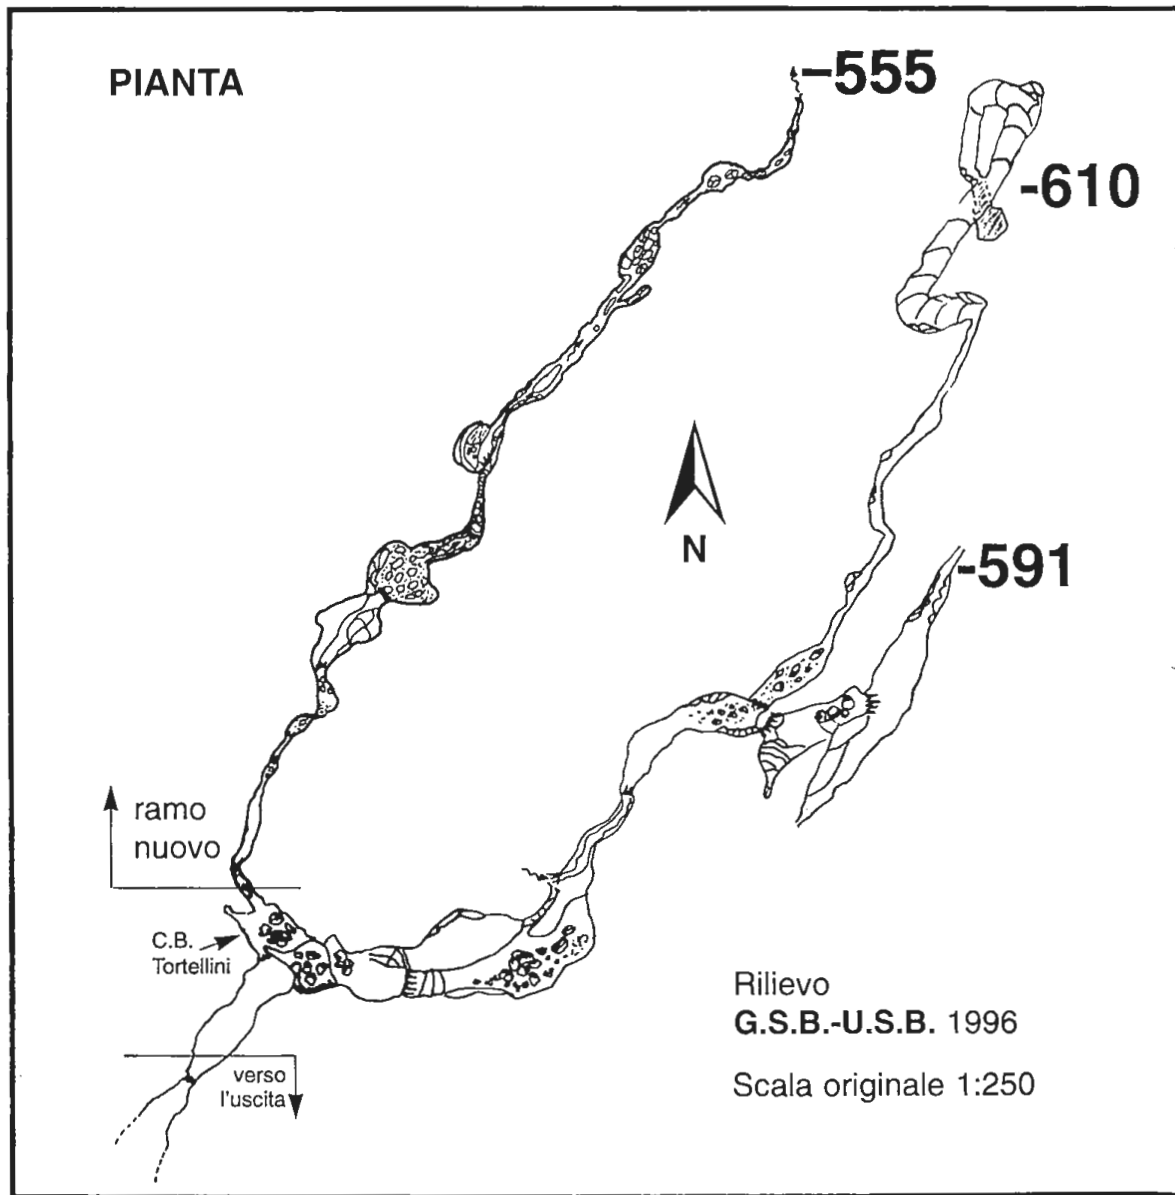 PIANTA
–555
-610
N
-591
ramo
nuovo
C.B.
Tortellini
Rilievo
G.S.B.-U.S.B. 1996
verso
l'uscita
Scala originale 1:250